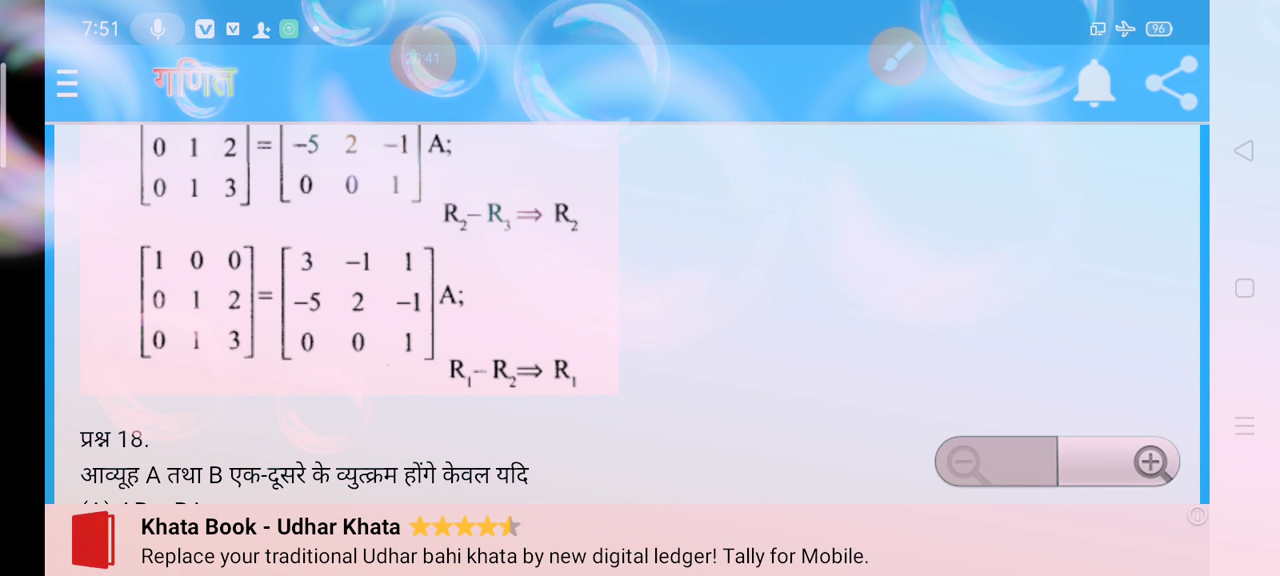 7:51
96
20:41
गणित
0 1 2 = -5 2 -1 A;
0 1 3 0 0 1
R₂– R₃ ⇒ R₂
1 0 0 3 -1 1
0 1 2 = -5 2 -1 A;
0 1 3 0 0 1
R₁– R₂⇒ R₁
प्रश्न 18.
आव्यूह A तथा B एक-दूसरे के व्युत्क्रम होंगे केवल यदि
Khata Book - Udhar Khata
Replace your traditional Udhar bahi khata by new digital ledger! Tally for Mobile.